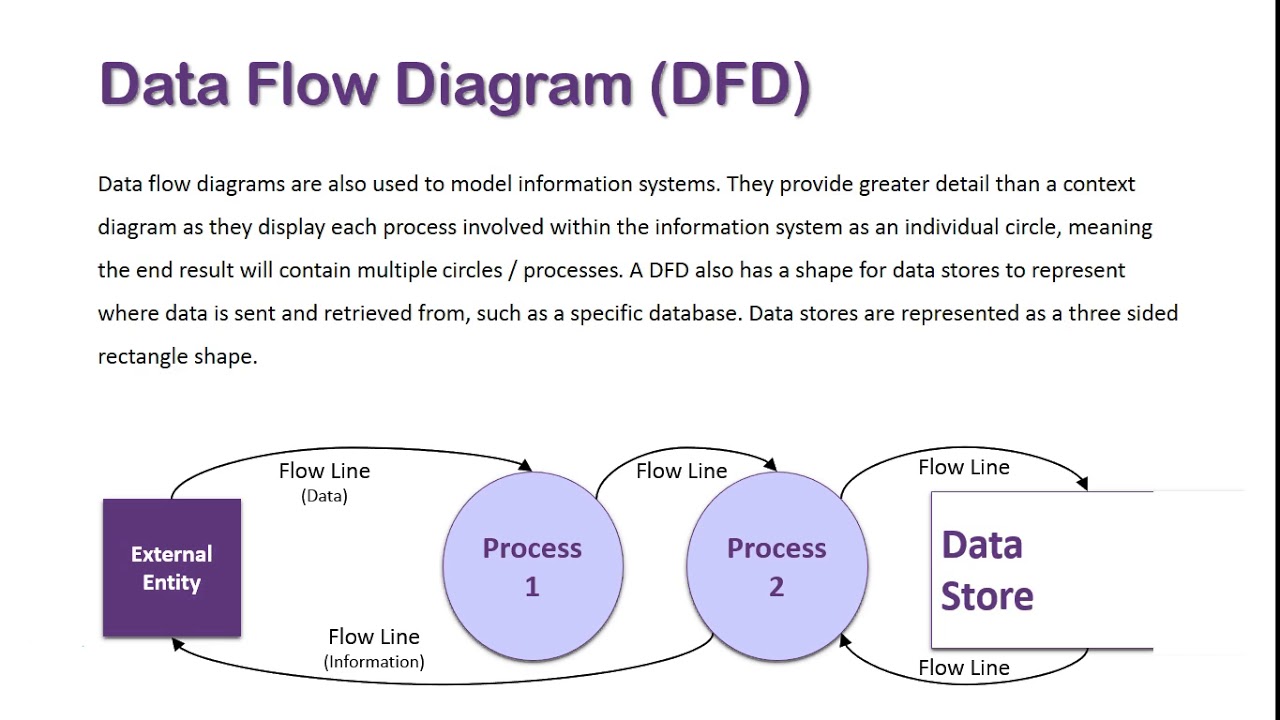 Data Flow Diagram (DFD)
Data flow diagrams are also used to model information systems. They provide greater detail than a context
diagram as they display each process involved within the information system as an individual circle, meaning
the end result will contain multiple circles / processes. A DFD also has a shape for data stores to represent
where data is sent and retrieved from, such as a specific database. Data stores are represented as a three sided
rectangle shape.
Flow Line
(Data)
Flow Line
Flow Line
External
Entity
Process
1
Process
2
Data
Store
Flow Line
(Information)
Flow Line